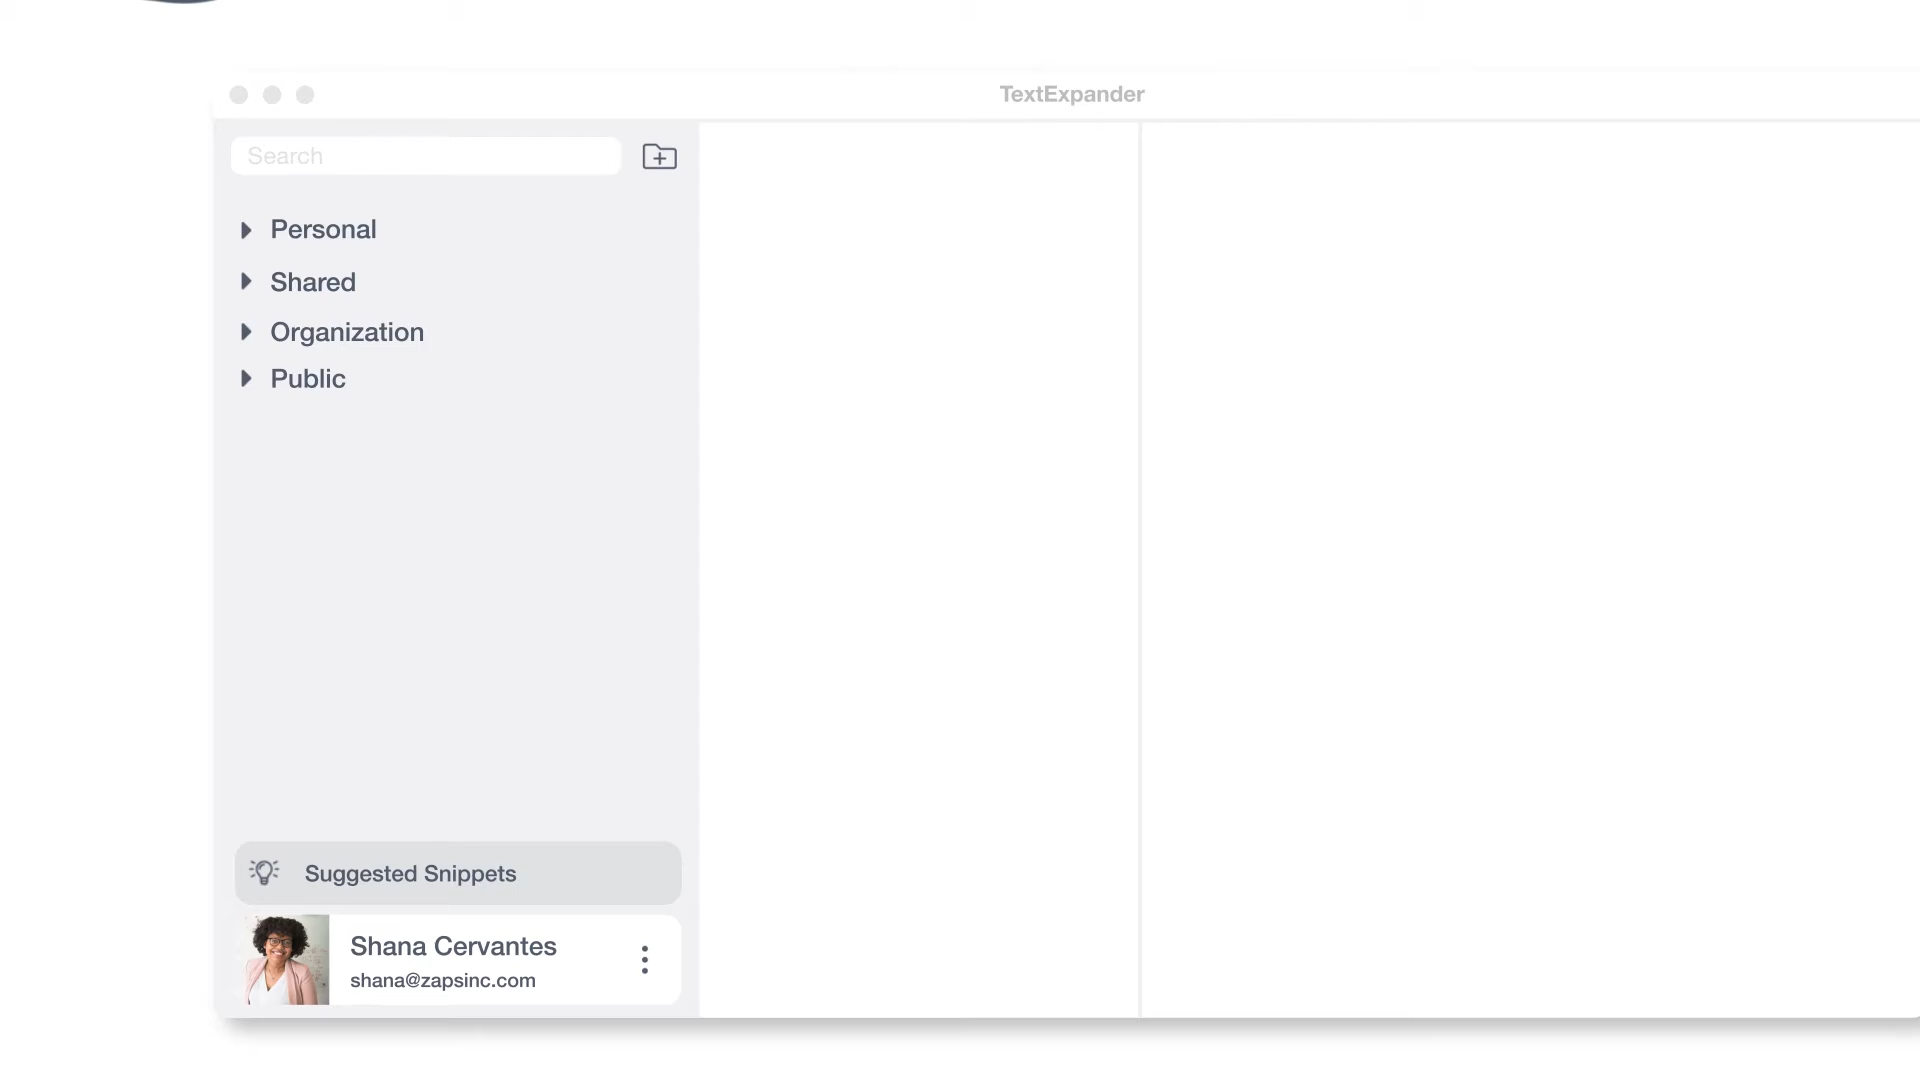 TextExpander
Search
Personal
Shared
Organization
Public
Suggested Snippets
Shana Cervantes
shana@zapsinc.com